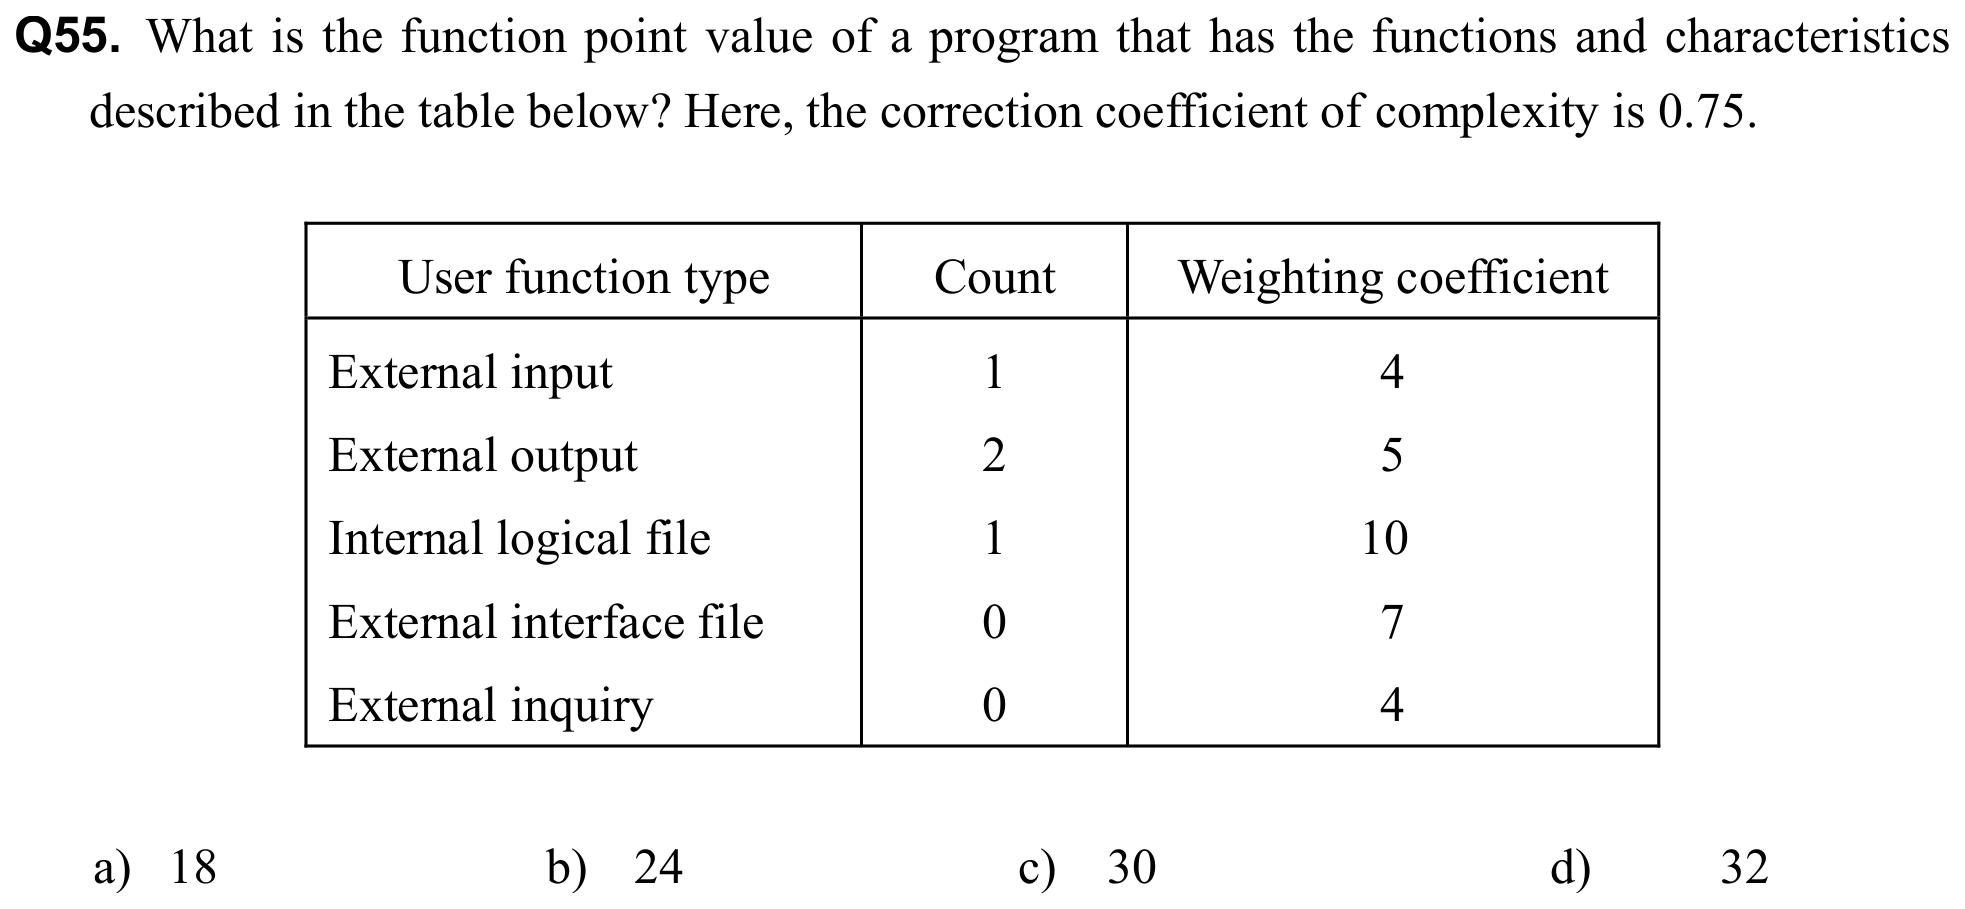 Q55. What is the function point value of a program that has the functions and characteristics
described in the table below? Here, the correction coefficient of complexity is 0.75.
User function type Count Weighting coefficient
External input 1 4
External output 2 5
Internal logical file 1 10
External interface file 0 7
External inquiry 0 4
a) 18 b) 24 c) 30 d) 32